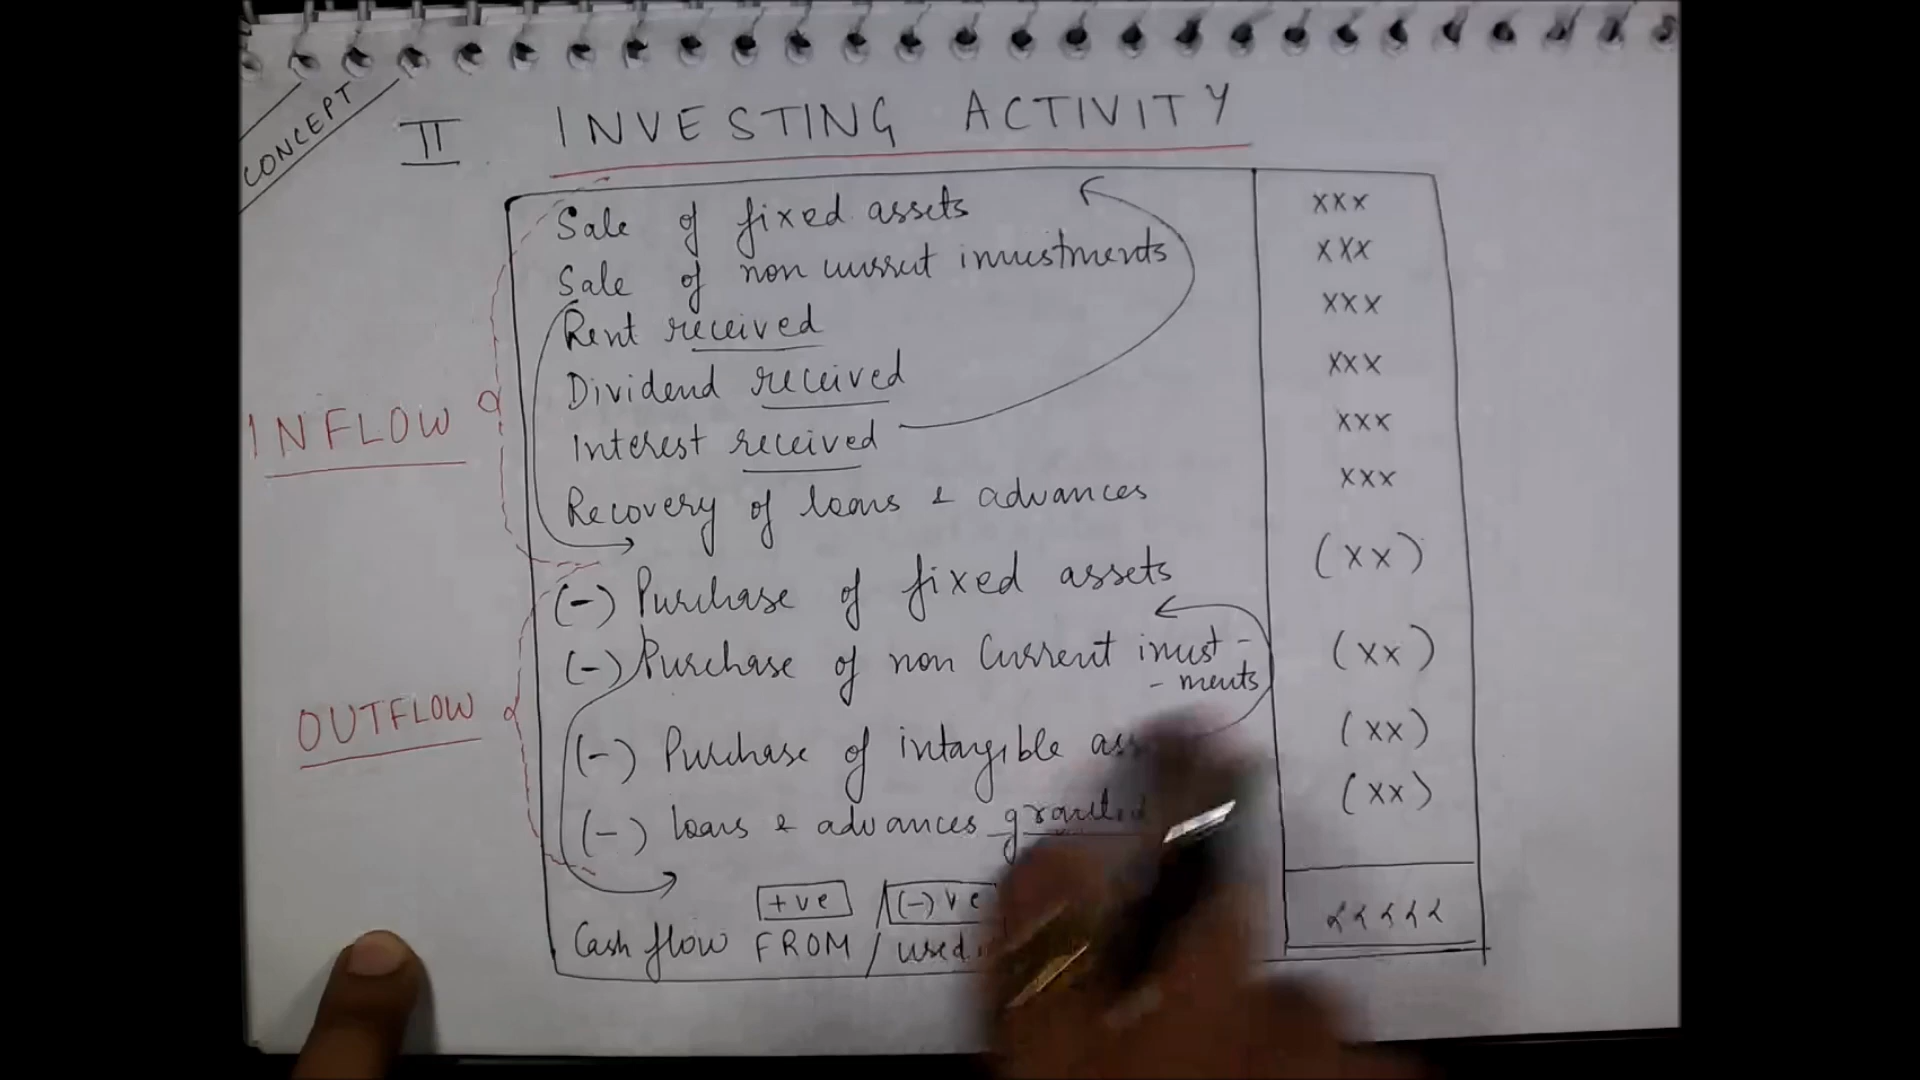 CONCEPT
II INVESTING ACTIVITY
Sale of fixed assets xxx
Sale of non current investments xxx
Rent received xxx
Dividend received xxx
INFLOW
Interest received xxx
Recovery of loans & advances xxx
(-) Purchase of fixed assets (xx)
(-) Purchase of non Current invest- (xx)
- ments
OUTFLOW
(-) Purchase of intangible (xx)
(-) loans & advances granted (xx)
+ve / (-)ve
Cash flow FROM / used